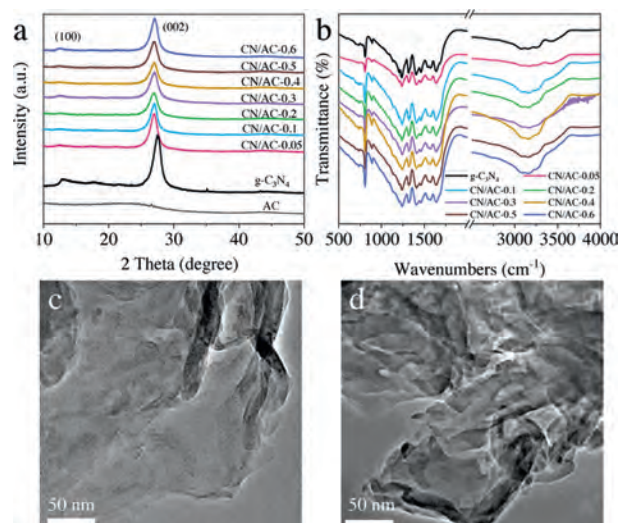 a
(100)
(002)
CN/AC-0.6
CN/AC-0.5
CN/AC-0.4
CN/AC-0.3
CN/AC-0.2
CN/AC-0.1
CN/AC-0.05
g-C₃N₄
AC
Intensity (a.u.)
10 20 30 40 50
2 Theta (degree)
b
Transmittance (%)
g-C₃N₄ CN/AC-0.05
CN/AC-0.1 CN/AC-0.2
CN/AC-0.3 CN/AC-0.4
CN/AC-0.5 CN/AC-0.6
500 1000 1500 3000 3500 4000
Wavenumbers (cm⁻¹)
c
50 nm
d
50 nm